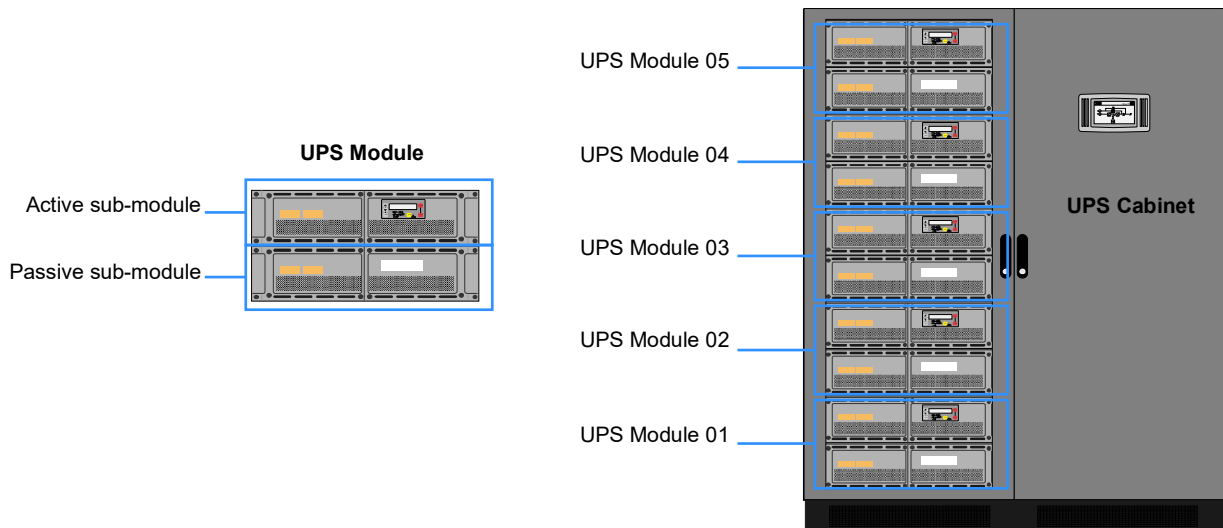 UPS Module
Active sub-module
Passive sub-module
UPS Module 05
UPS Module 04
UPS Module 03
UPS Module 02
UPS Module 01
UPS Cabinet